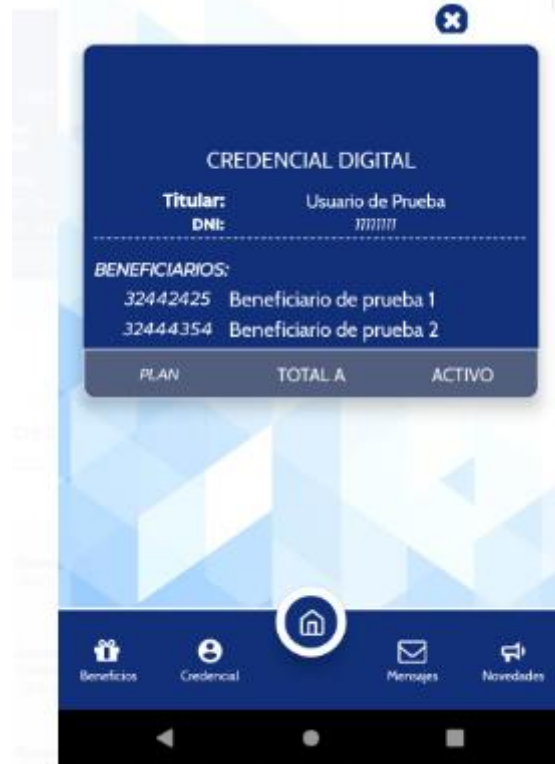 CREDENCIAL DIGITAL
Titular: Usuario de Prueba
DNI: 11111111
BENEFICIARIOS:
32442425 Beneficiario de prueba 1
32444354 Beneficiario de prueba 2
PLAN TOTAL A ACTIVO
Beneficios Credencial Mensajes Novedades